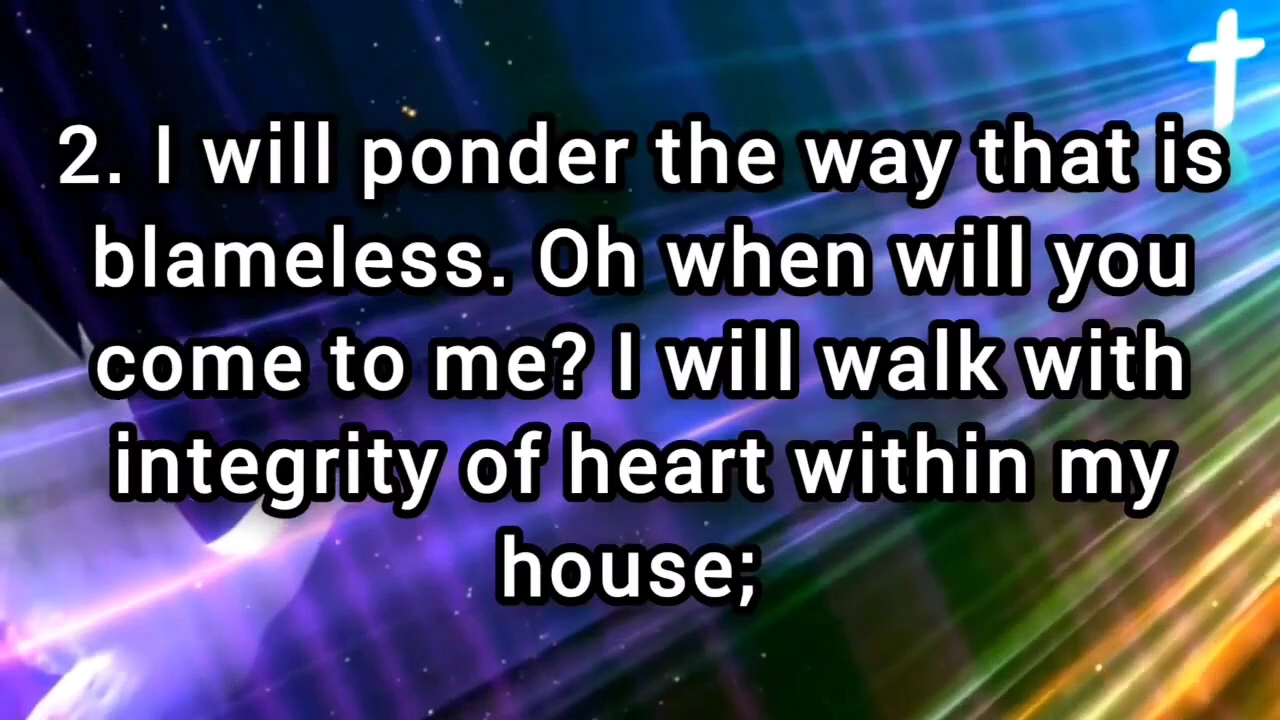 2. I will ponder the way that is
blameless. Oh when will you
come to me? I will walk with
integrity of heart within my
house;